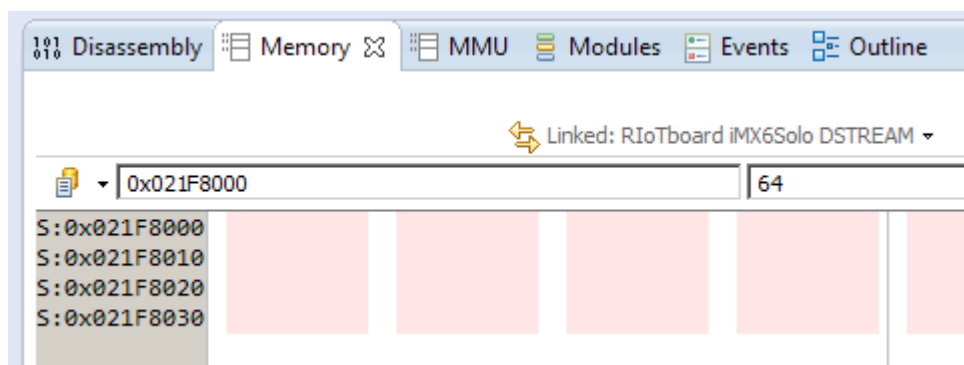 Disassembly Memory MMU Modules Events Outline
Linked: RIoTboard iMX6Solo DSTREAM
0x021F8000 64
S:0x021F8000
S:0x021F8010
S:0x021F8020
S:0x021F8030